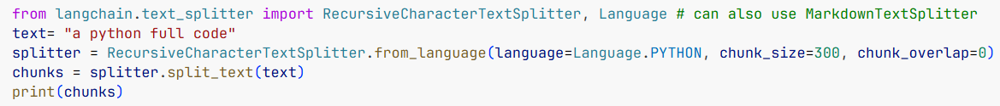 from langchain.text_splitter import RecursiveCharacterTextSplitter, Language # can also use MarkdownTextSplitter
text= "a python full code"
splitter = RecursiveCharacterTextSplitter.from_language(language=Language.PYTHON, chunk_size=300, chunk_overlap=0)
chunks = splitter.split_text(text)
print(chunks)